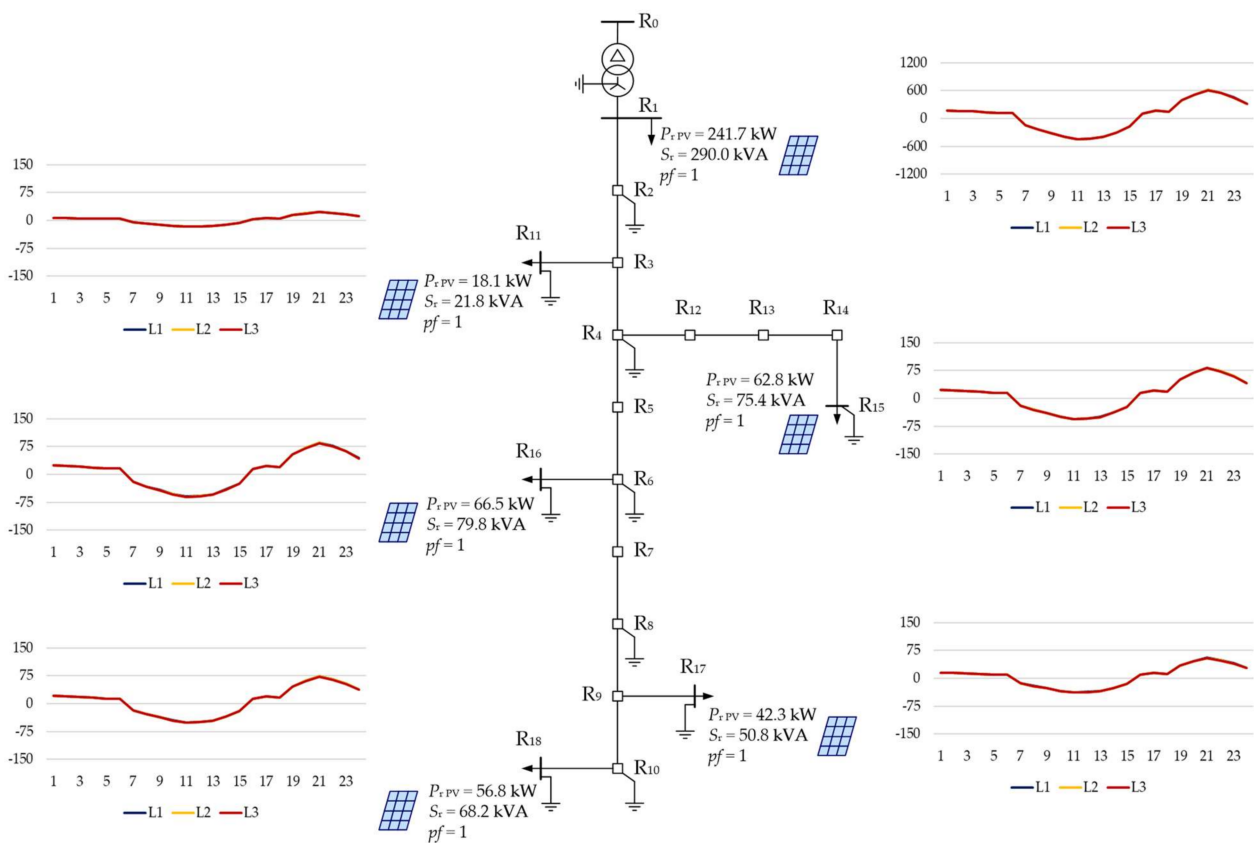 R0
R1
Pr PV = 241.7 kW
Sr = 290.0 kVA
pf = 1
1200
600
0
-600
-1200
1 3 5 7 9 11 13 15 17 19 21 23
L1 L2 L3
150
75
0
-75
-150
1 3 5 7 9 11 13 15 17 19 21 23
L1 L2 L3
R2
R11
R3
Pr PV = 18.1 kW
Sr = 21.8 kVA
pf = 1
R4
R12
R13
R14
Pr PV = 62.8 kW
Sr = 75.4 kVA
pf = 1
R15
150
75
0
-75
-150
1 3 5 7 9 11 13 15 17 19 21 23
L1 L2 L3
R5
150
75
0
-75
-150
1 3 5 7 9 11 13 15 17 19 21 23
L1 L2 L3
R16
R6
Pr PV = 66.5 kW
Sr = 79.8 kVA
pf = 1
R7
R8
R17
R9
Pr PV = 42.3 kW
Sr = 50.8 kVA
pf = 1
150
75
0
-75
-150
1 3 5 7 9 11 13 15 17 19 21 23
L1 L2 L3
150
75
0
-75
-150
1 3 5 7 9 11 13 15 17 19 21 23
L1 L2 L3
R18
R10
Pr PV = 56.8 kW
Sr = 68.2 kVA
pf = 1